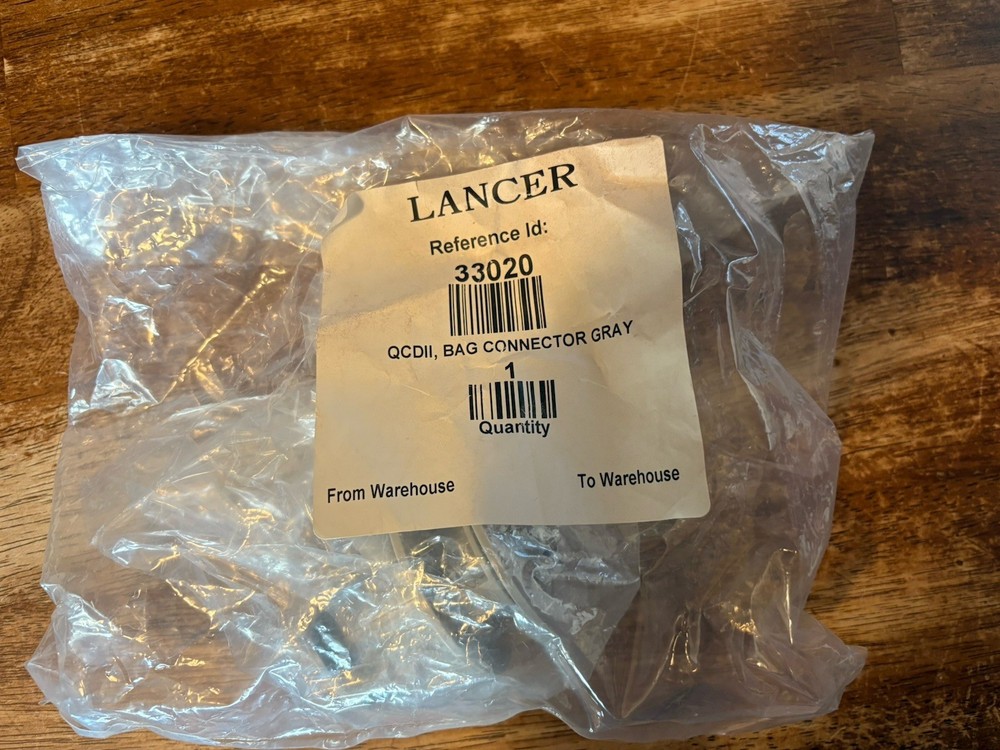 LANCER
Reference Id:
33020
QCDII, BAG CONNECTOR GRAY
1
Quantity
From Warehouse
To Warehouse